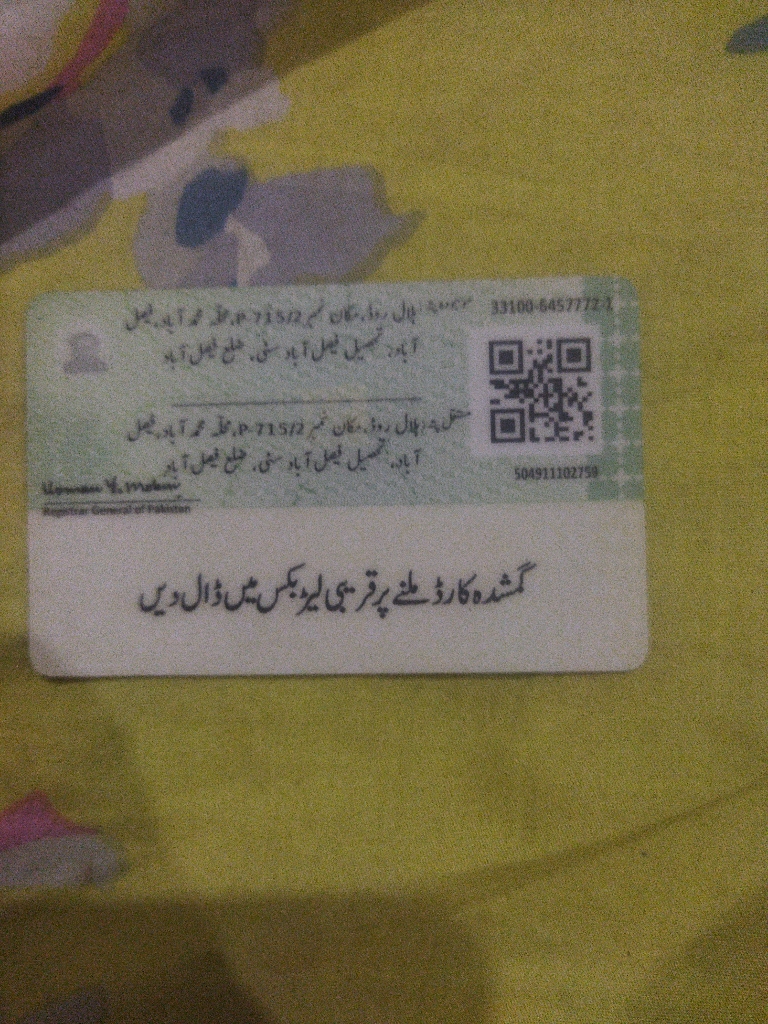 33100-6457772-1
ہلال روڈ، مکان نمبر P-715/2، محلہ محمد آباد، فیصل
آباد، تحصیل فیصل آباد سٹی، ضلع فیصل آباد
مستقل پتہ: ہلال روڈ، مکان نمبر P-715/2، محلہ محمد آباد، فیصل
آباد، تحصیل فیصل آباد سٹی، ضلع فیصل آباد
504911102759
Registrar General of Pakistan
گمشدہ کارڈ ملنے پر قریبی لیٹر بکس میں ڈال دیں